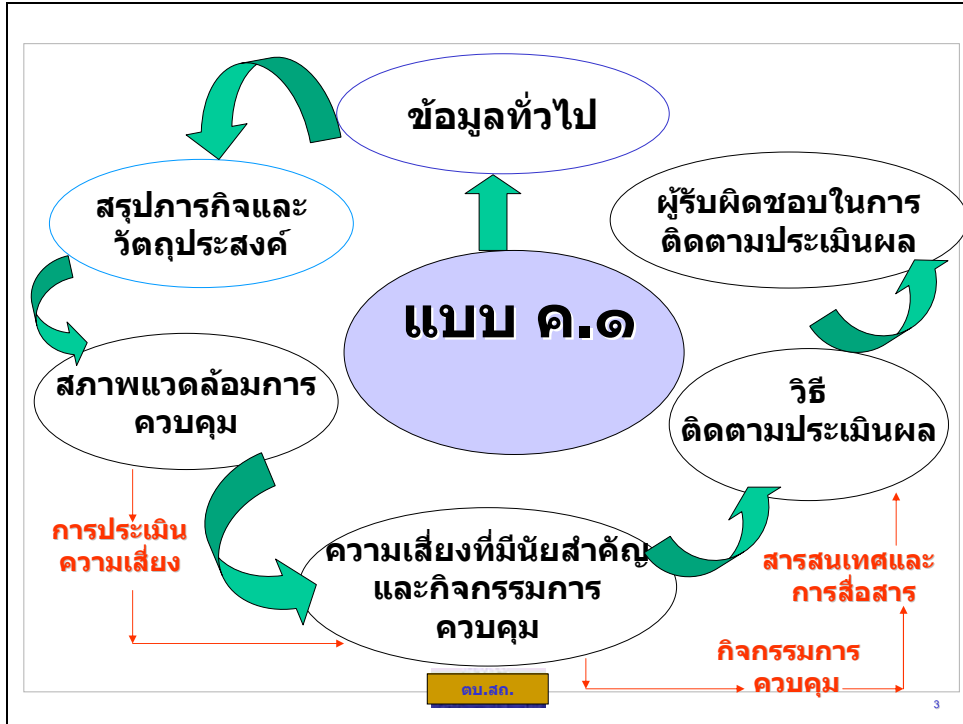 ข้อมูลทั่วไป
สรุปภารกิจและ
วัตถุประสงค์
ผู้รับผิดชอบในการ
ติดตามประเมินผล
แบบ ค.๑
สภาพแวดล้อมการ
ควบคุม
วิธี
ติดตามประเมินผล
การประเมิน
ความเสี่ยง
ความเสี่ยงที่มีนัยสำคัญ
และกิจกรรมการ
ควบคุม
สารสนเทศและ
การสื่อสาร
กิจกรรมการ
ควบคุม
ตบ.สถ.
3